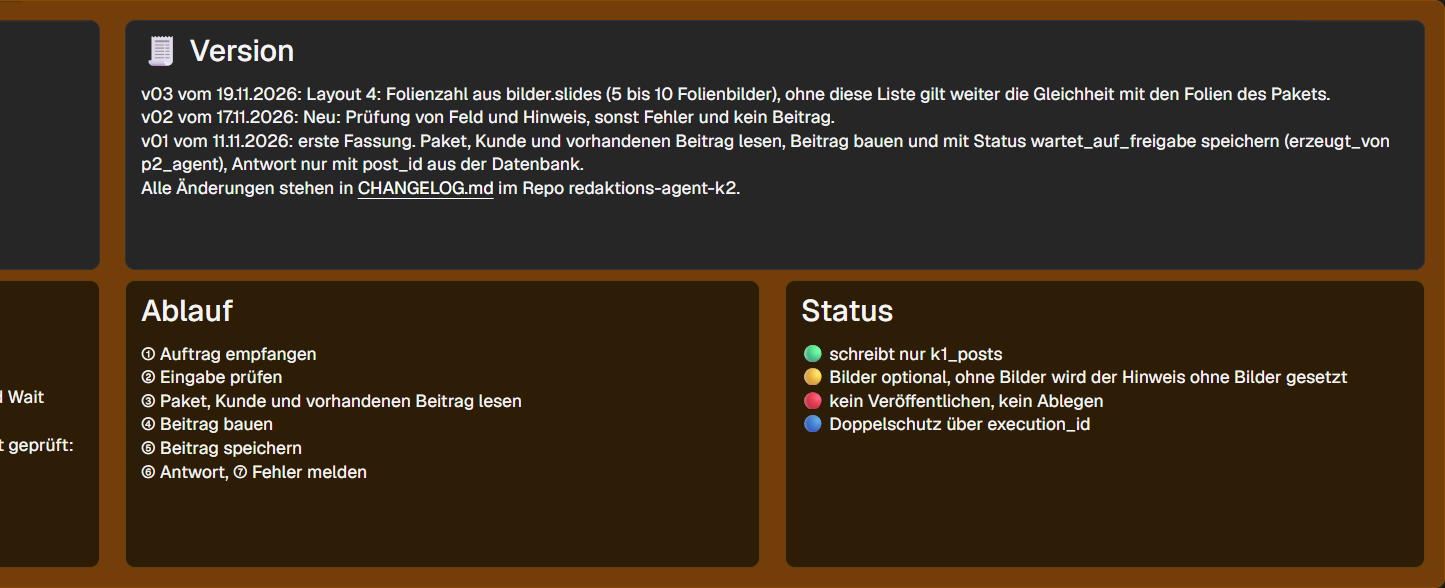 Version
v03 vom 19.11.2026: Layout 4: Folienzahl aus bilder.slides (5 bis 10 Folienbilder), ohne diese Liste gilt weiter die Gleichheit mit den Folien des Pakets.
v02 vom 17.11.2026: Neu: Prüfung von Feld und Hinweis, sonst Fehler und kein Beitrag.
v01 vom 11.11.2026: erste Fassung. Paket, Kunde und vorhandenen Beitrag lesen, Beitrag bauen und mit Status wartet_auf_freigabe speichern (erzeugt_von
p2_agent), Antwort nur mit post_id aus der Datenbank.
Alle Änderungen stehen in CHANGELOG.md im Repo redaktions-agent-k2.
Wait
t geprüft:
Ablauf
① Auftrag empfangen
② Eingabe prüfen
③ Paket, Kunde und vorhandenen Beitrag lesen
④ Beitrag bauen
⑤ Beitrag speichern
⑥ Antwort, ⑦ Fehler melden
Status
schreibt nur k1_posts
Bilder optional, ohne Bilder wird der Hinweis ohne Bilder gesetzt
kein Veröffentlichen, kein Ablegen
Doppelschutz über execution_id